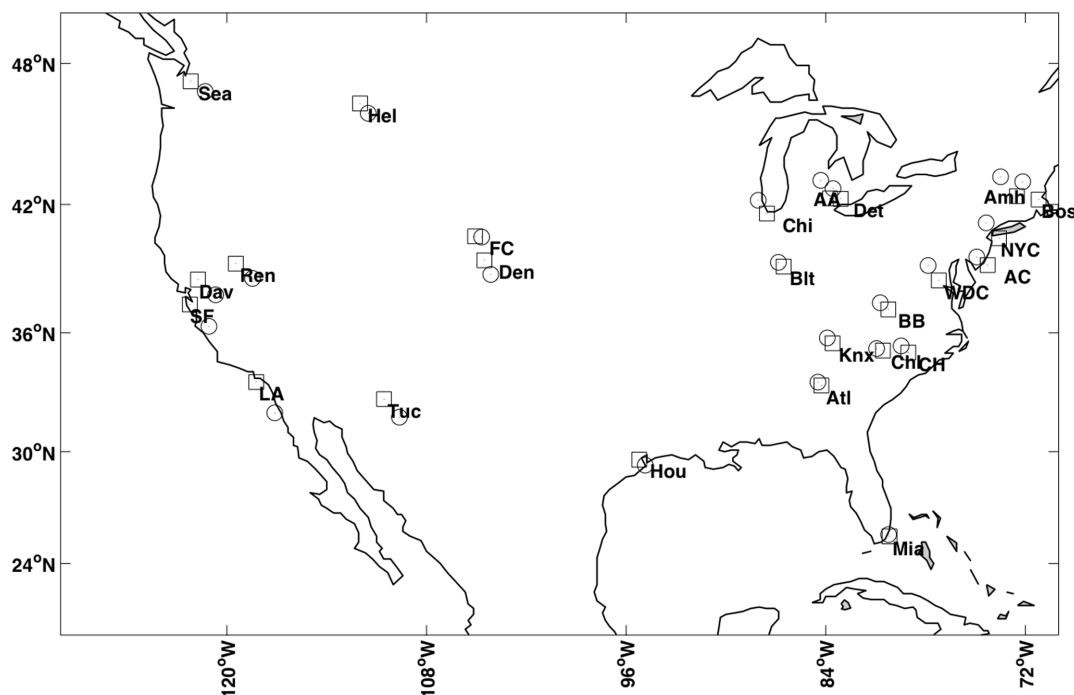 48°N
42°N
36°N
30°N
24°N
Sea
Hel
AA
Det
Amh
Bos
Chi
FC
NYC
Ren
Den
Blt
AC
Dav
WDC
SF
BB
Knx
Chl
CH
LA
Atl
Tuc
Hou
Mia
120°W
108°W
96°W
84°W
72°W